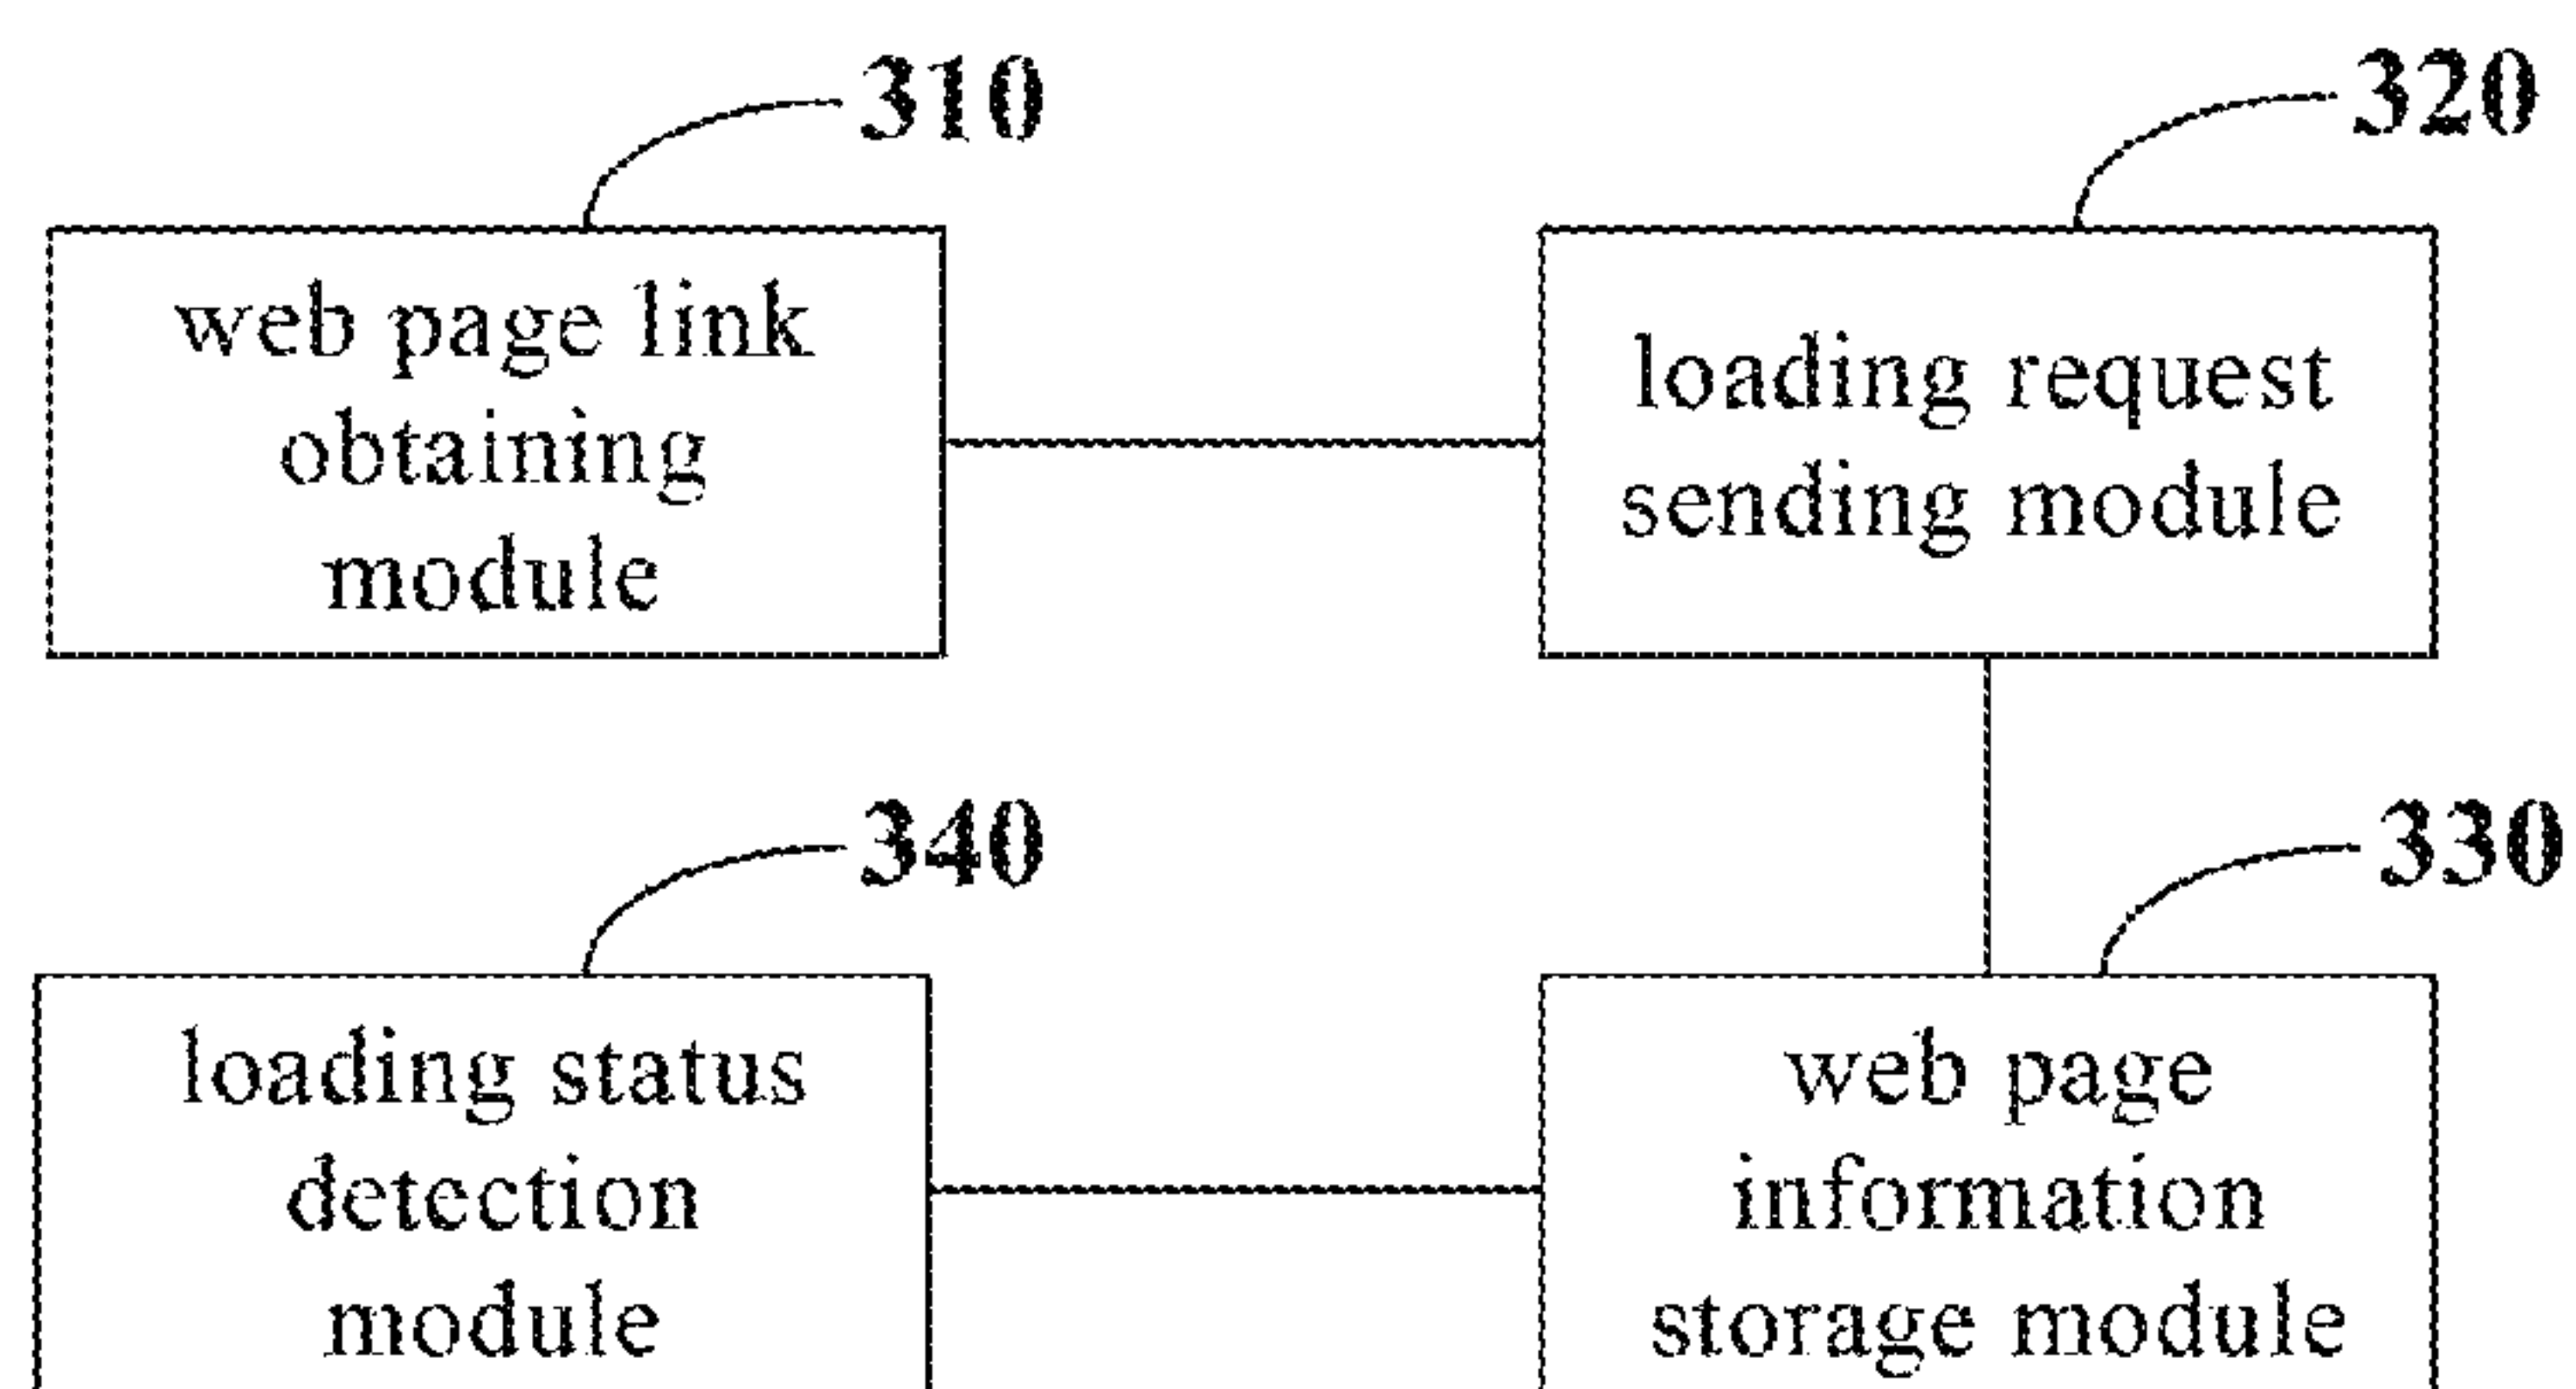 310
320
web page link
obtaining
module
loading request
sending module
340
330
loading status
detection
module
web page
information
storage module